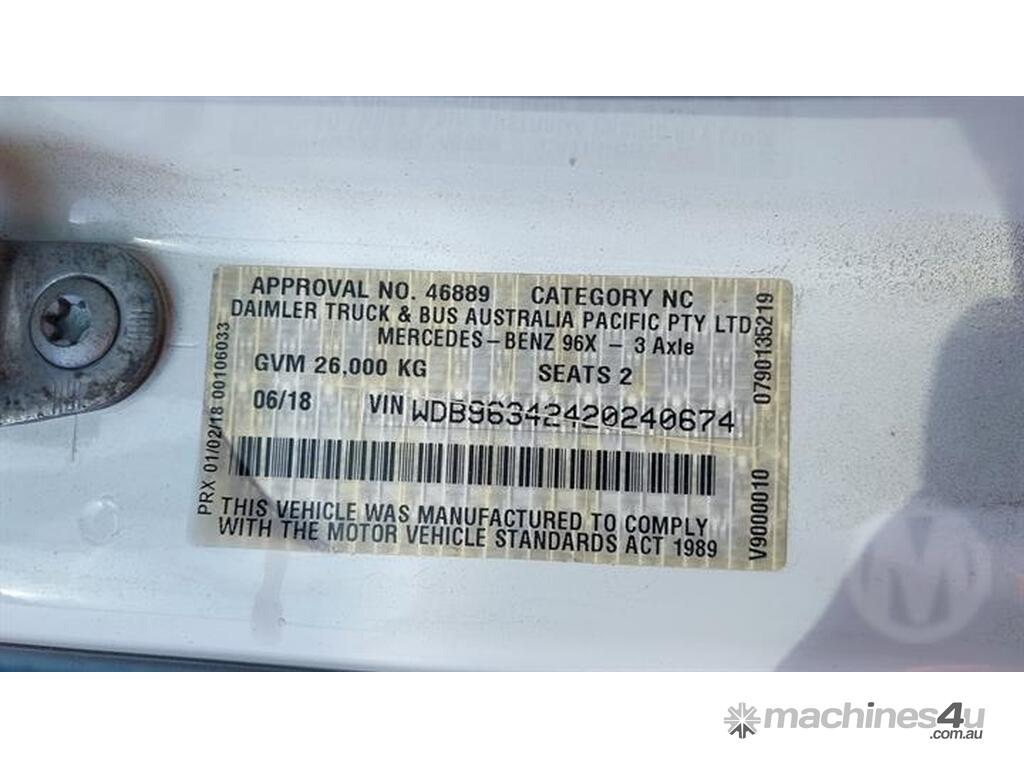 APPROVAL NO. 46889 CATEGORY NC
DAIMLER TRUCK & BUS AUSTRALIA PACIFIC PTY LTD
MERCEDES-BENZ 96X - 3 Axle
GVM 26,000 KG SEATS 2
06/18 VIN WDB96342420240674
THIS VEHICLE WAS MANUFACTURED TO COMPLY
WITH THE MOTOR VEHICLE STANDARDS ACT 1989
PRX 01/02/18 00106033
0790135219
V9000010
M
machines4u
.com.au